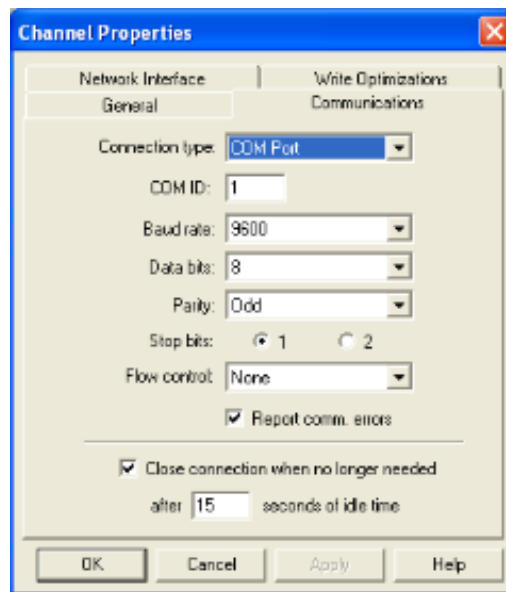 Channel Properties
Network Interface
Write Optimizations
General
Communications
Connection type: COM Port
COM ID: 1
Baud rate: 9600
Data bits: 8
Parity: Odd
Stop bits: 1 2
Flow control: None
Report comm. errors
Close connection when no longer needed
after 15 seconds of idle time
OK Cancel Apply Help